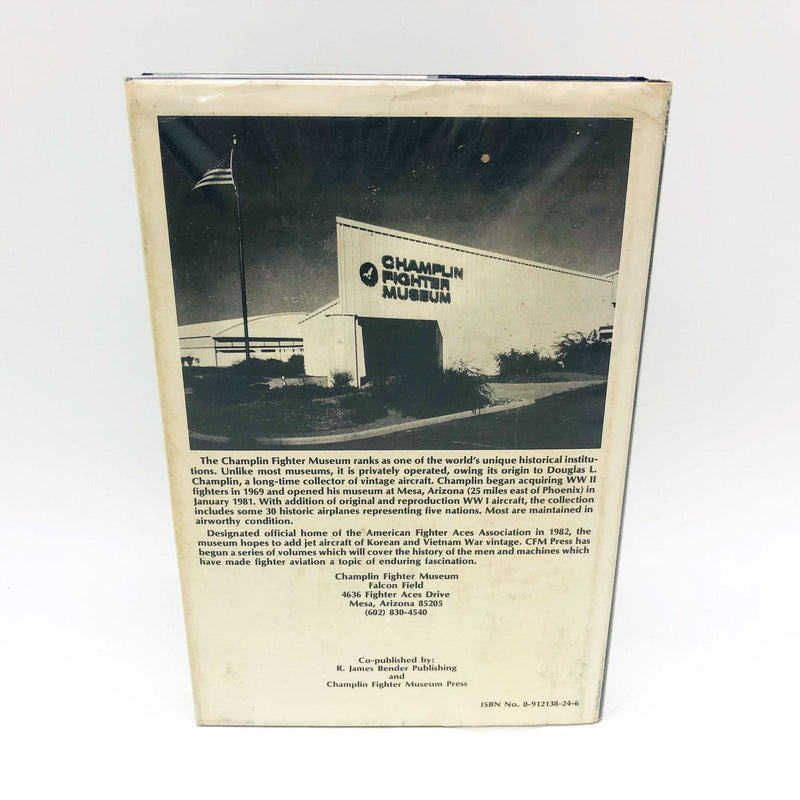 CHAMPLIN
FIGHTER
MUSEUM
The Champlin Fighter Museum ranks as one of the world's unique historical institu-
tions. Unlike most museums, it is privately operated, owing its origin to Douglas L.
Champlin, a long-time collector of vintage aircraft. Champlin began acquiring WW II
fighters in 1969 and opened his museum at Mesa, Arizona (25 miles east of Phoenix) in
January 1981. With addition of original and reproduction WW I aircraft, the collection
includes some 30 historic airplanes representing five nations. Most are maintained in
airworthy condition.
Designated official home of the American Fighter Aces Association in 1982, the
museum hopes to add jet aircraft of Korean and Vietnam War vintage. CFM Press has
begun a series of volumes which will cover the history of the men and machines which
have made fighter aviation a topic of enduring fascination.
Champlin Fighter Museum
Falcon Field
4636 Fighter Aces Drive
Mesa, Arizona 85205
(602) 830-4540
Co-published by:
R. James Bender Publishing
and
Champlin Fighter Museum Press
ISBN No. 0-912138-24-6